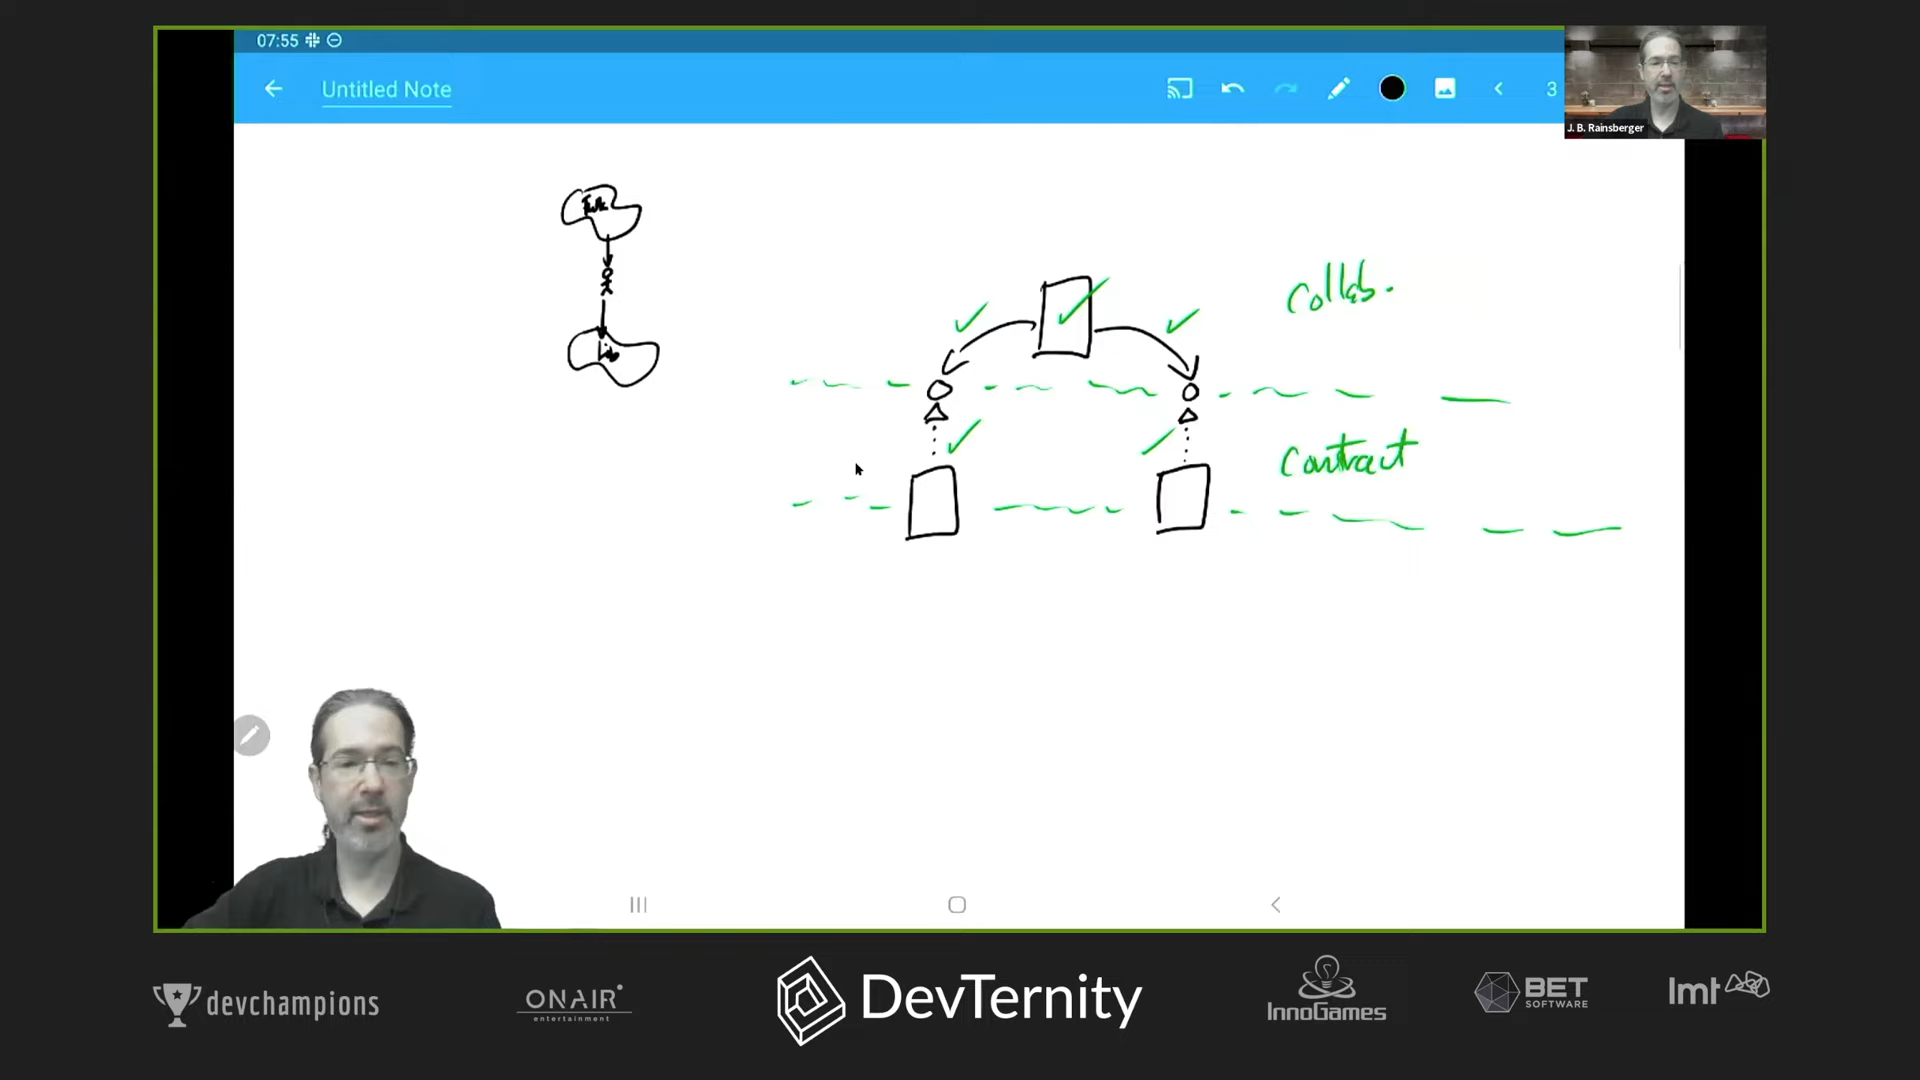 07:55
Untitled Note
3
J. B. Rainsberger
collab.
contract
devchampions
ONAIR
entertainment
DevTernity
InnoGames
BET
SOFTWARE
lmt